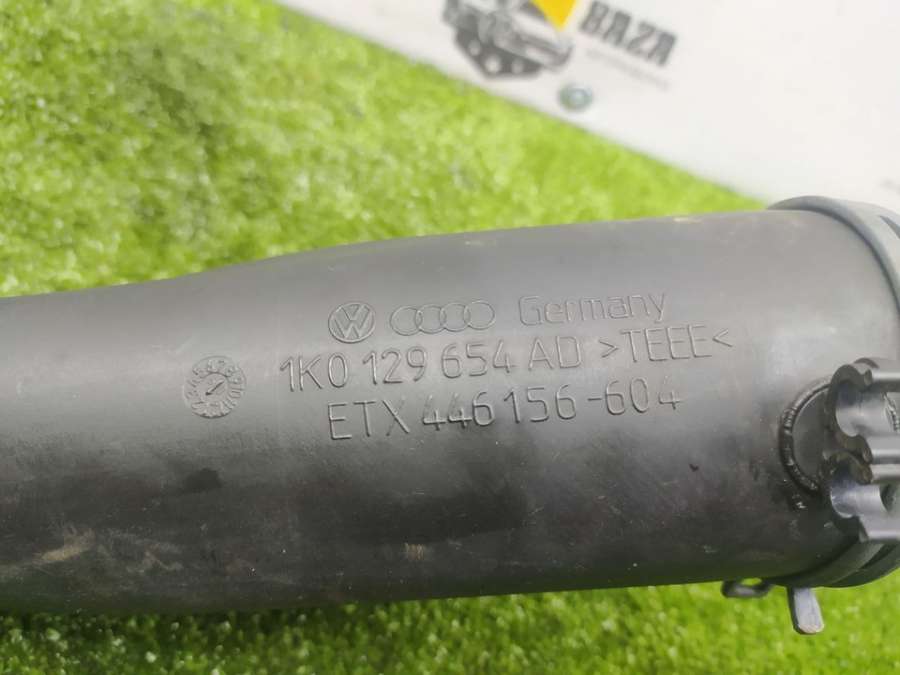 BAZA
Germany
1K0 129 654 AD >TEEE<
ETX 446156-604